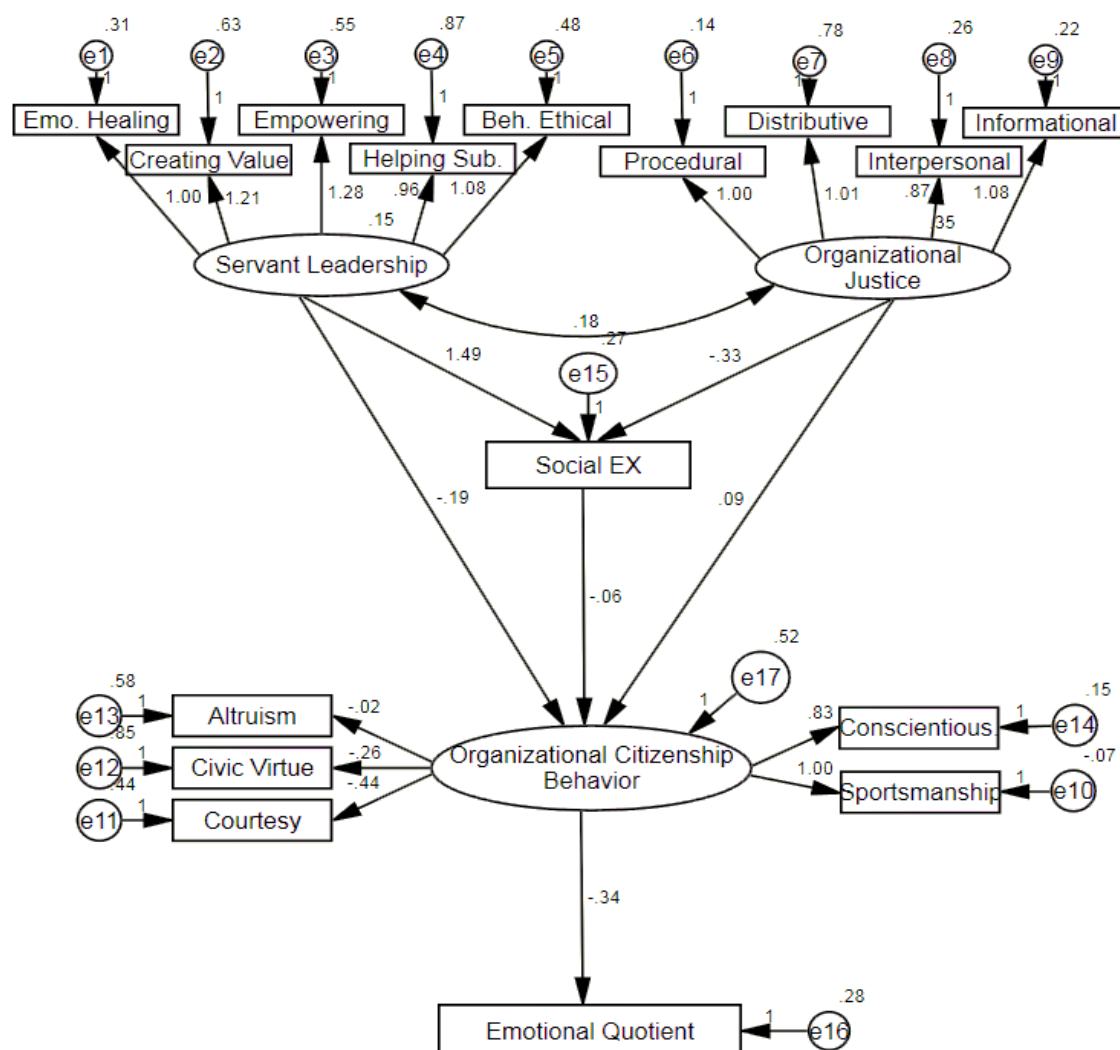 .31 .63 .55 .87 .48 .14 .78 .26 .22
e1 e2 e3 e4 e5 e6 e7 e8 e9
1 1 1 1 1 1 1 1 1
Emo. Healing Empowering Beh. Ethical Distributive Informational
Creating Value Helping Sub. Procedural Interpersonal
1.00 1.21 1.28 .96 1.08 1.00 1.01 .87 1.08
.15 .35
Servant Leadership Organizational
Justice
.18
.27
1.49 -.33
e15
1
Social EX
-.19 .09
-.06
.52
e17
1
.58 .15
e13 1 Altruism -.02 .83 Conscientious. 1 e14
.85 -.07
e12 1 Civic Virtue -.26 Organizational Citizenship
Behavior 1.00 Sportsmanship 1 e10
.44
e11 1 Courtesy -.44
-.34
.28
Emotional Quotient 1 e16